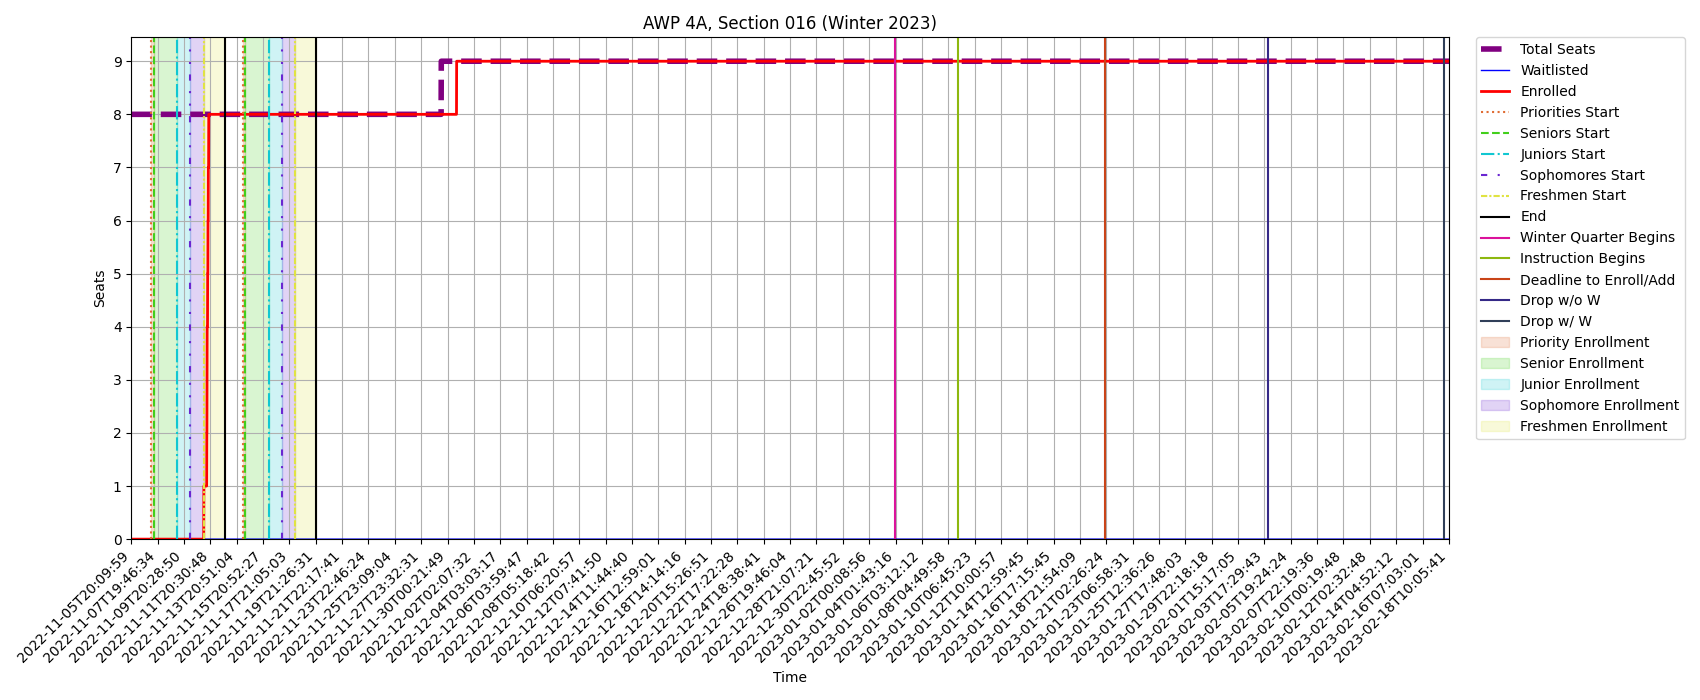 AWP 4A, Section 016 (Winter 2023)
Seats
9
8
7
6
5
4
3
2
1
0
2022-11-05T20:09:59
2022-11-07T19:46:34
2022-11-09T20:28:50
2022-11-11T20:30:48
2022-11-13T20:51:04
2022-11-15T20:52:27
2022-11-17T21:05:03
2022-11-19T21:26:31
2022-11-21T22:17:41
2022-11-23T22:46:24
2022-11-25T23:09:04
2022-11-27T23:32:31
2022-11-30T00:21:49
2022-12-02T02:07:32
2022-12-04T03:03:17
2022-12-06T03:59:47
2022-12-08T05:18:42
2022-12-10T06:20:57
2022-12-12T07:41:50
2022-12-14T11:44:40
2022-12-16T12:59:01
2022-12-18T14:14:16
2022-12-20T15:26:51
2022-12-22T17:22:28
2022-12-24T18:38:41
2022-12-26T19:46:04
2022-12-28T21:07:21
2022-12-30T22:45:52
2023-01-02T00:08:56
2023-01-04T01:43:16
2023-01-06T03:12:12
2023-01-08T04:49:58
2023-01-10T06:45:23
2023-01-12T10:00:57
2023-01-14T12:59:45
2023-01-16T17:15:45
2023-01-18T21:54:09
2023-01-21T02:26:24
2023-01-23T06:58:31
2023-01-25T12:36:26
2023-01-27T17:48:03
2023-01-29T22:18:18
2023-02-01T15:17:05
2023-02-03T17:29:43
2023-02-05T19:24:24
2023-02-07T22:19:36
2023-02-10T00:19:48
2023-02-12T02:32:48
2023-02-14T04:52:12
2023-02-16T07:03:01
2023-02-18T10:05:41
Time
Total Seats
Waitlisted
Enrolled
Priorities Start
Seniors Start
Juniors Start
Sophomores Start
Freshmen Start
End
Winter Quarter Begins
Instruction Begins
Deadline to Enroll/Add
Drop w/o W
Drop w/ W
Priority Enrollment
Senior Enrollment
Junior Enrollment
Sophomore Enrollment
Freshmen Enrollment